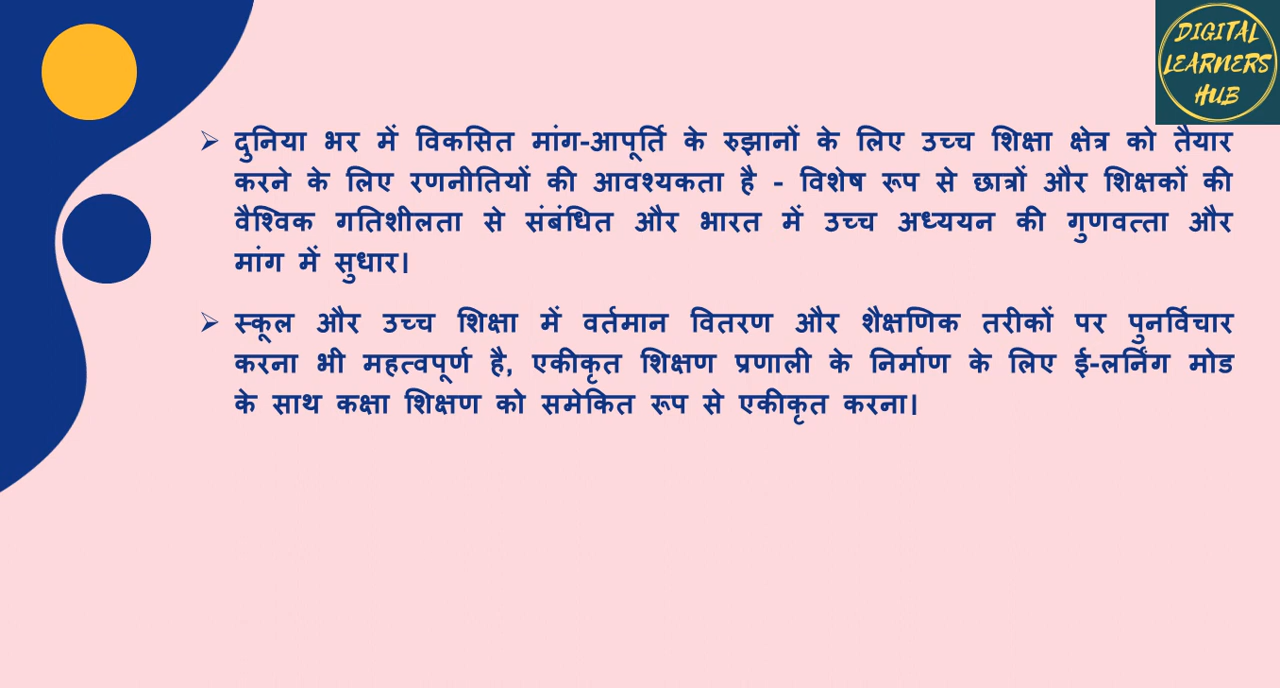 DIGITAL
LEARNERS
HUB
➢ दुनिया भर में विकसित मांग-आपूर्ति के रुझानों के लिए उच्च शिक्षा क्षेत्र को तैयार
करने के लिए रणनीतियों की आवश्यकता है - विशेष रूप से छात्रों और शिक्षकों की
वैश्विक गतिशीलता से संबंधित और भारत में उच्च अध्ययन की गुणवत्ता और
मांग में सुधार।
➢ स्कूल और उच्च शिक्षा में वर्तमान वितरण और शैक्षणिक तरीकों पर पुनर्विचार
करना भी महत्वपूर्ण है, एकीकृत शिक्षण प्रणाली के निर्माण के लिए ई-लर्निंग मोड
के साथ कक्षा शिक्षण को समेकित रूप से एकीकृत करना।